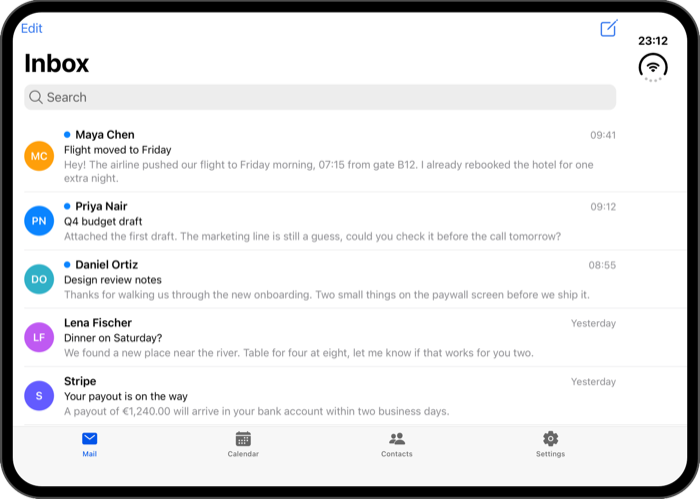 Edit
23:12
Inbox
Search
MC
Maya Chen
09:41
Flight moved to Friday
Hey! The airline pushed our flight to Friday morning, 07:15 from gate B12. I already rebooked the hotel for one
extra night.
PN
Priya Nair
09:12
Q4 budget draft
Attached the first draft. The marketing line is still a guess, could you check it before the call tomorrow?
DO
Daniel Ortiz
08:55
Design review notes
Thanks for walking us through the new onboarding. Two small things on the paywall screen before we ship it.
LF
Lena Fischer
Yesterday
Dinner on Saturday?
We found a new place near the river. Table for four at eight, let me know if that works for you two.
S
Stripe
Yesterday
Your payout is on the way
A payout of €1,240.00 will arrive in your bank account within two business days.
Mail
Calendar
Contacts
Settings